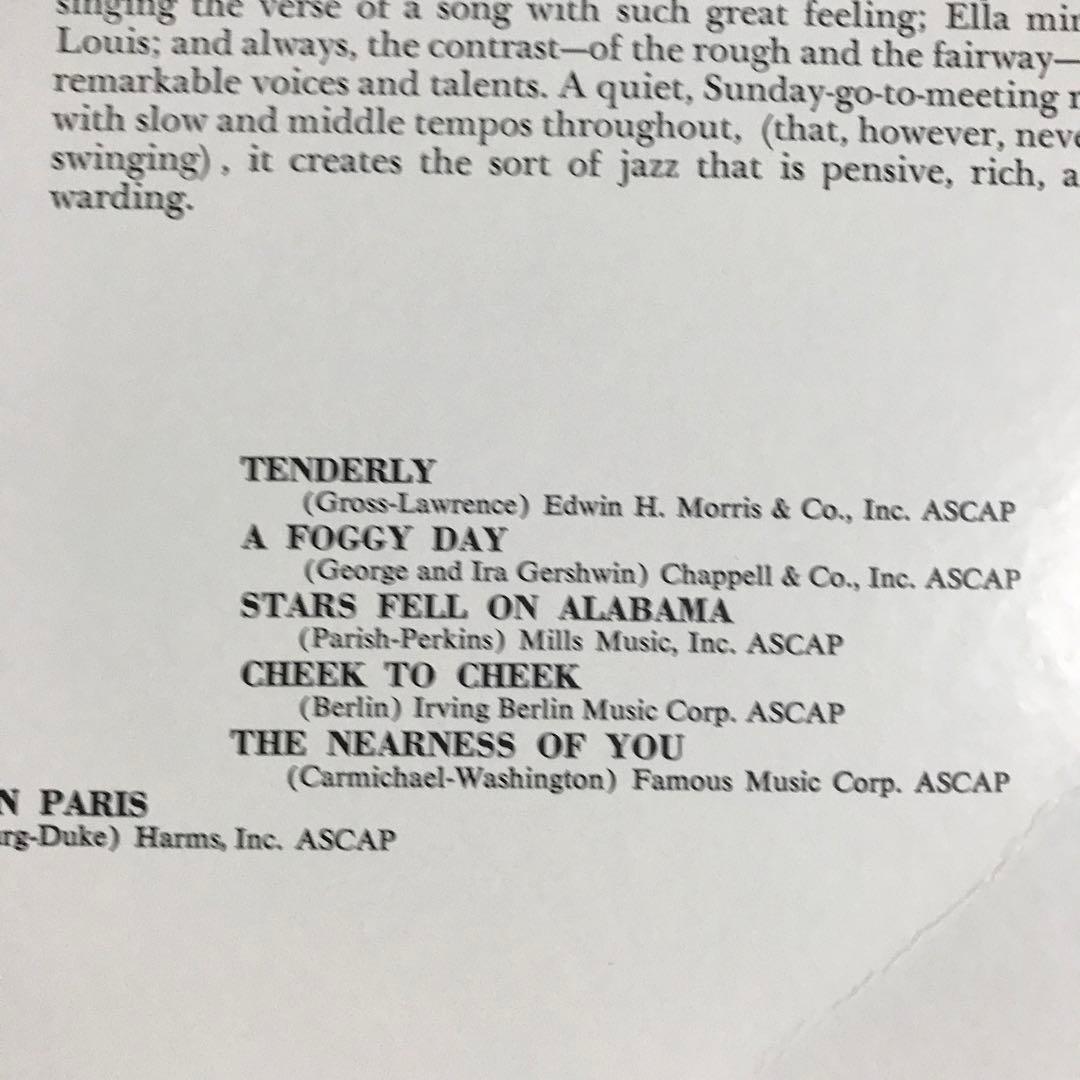 singing the verse of a song with such great feeling; Ella
Louis; and always, the contrast—of the rough and the fairway—
remarkable voices and talents. A quiet, Sunday-go-to-meeting
with slow and middle tempos throughout, (that, however,
swinging), it creates the sort of jazz that is pensive, rich,
warding.
TENDERLY
(Gross-Lawrence) Edwin H. Morris & Co., Inc. ASCAP
A FOGGY DAY
(George and Ira Gershwin) Chappell & Co., Inc. ASCAP
STARS FELL ON ALABAMA
(Parish-Perkins) Mills Music, Inc. ASCAP
CHEEK TO CHEEK
(Berlin) Irving Berlin Music Corp. ASCAP
THE NEARNESS OF YOU
(Carmichael-Washington) Famous Music Corp. ASCAP
N PARIS
rg-Duke) Harms, Inc. ASCAP